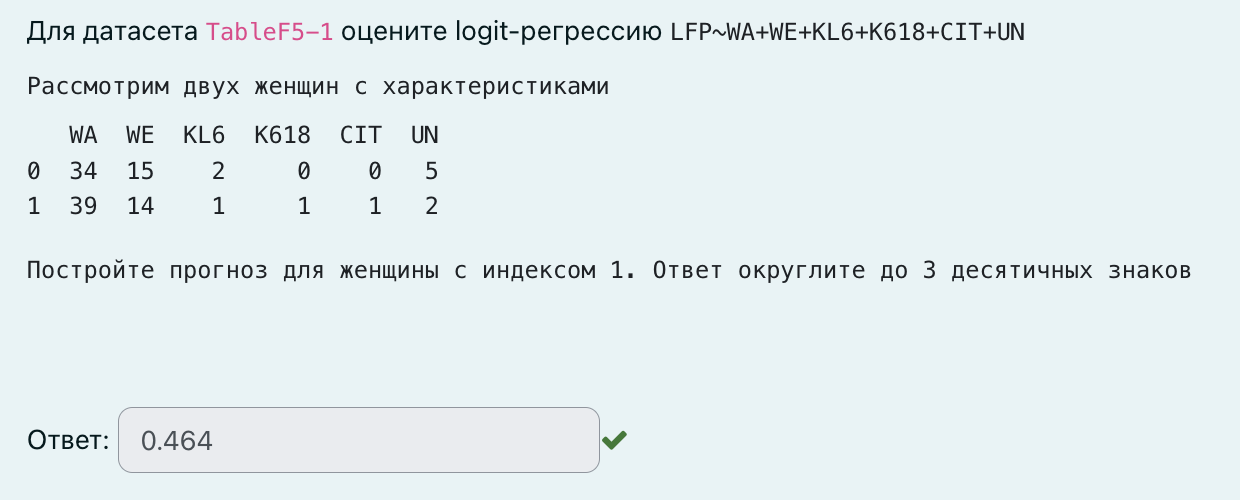 Для датасета TableF5-1 оцените logit-регрессию LFP~WA+WE+KL6+K618+CIT+UN
Рассмотрим двух женщин с характеристиками
WA WE KL6 K618 CIT UN
0 34 15 2 0 0 5
1 39 14 1 1 1 2
Постройте прогноз для женщины с индексом 1. Ответ округлите до 3 десятичных знаков
Ответ: 0.464